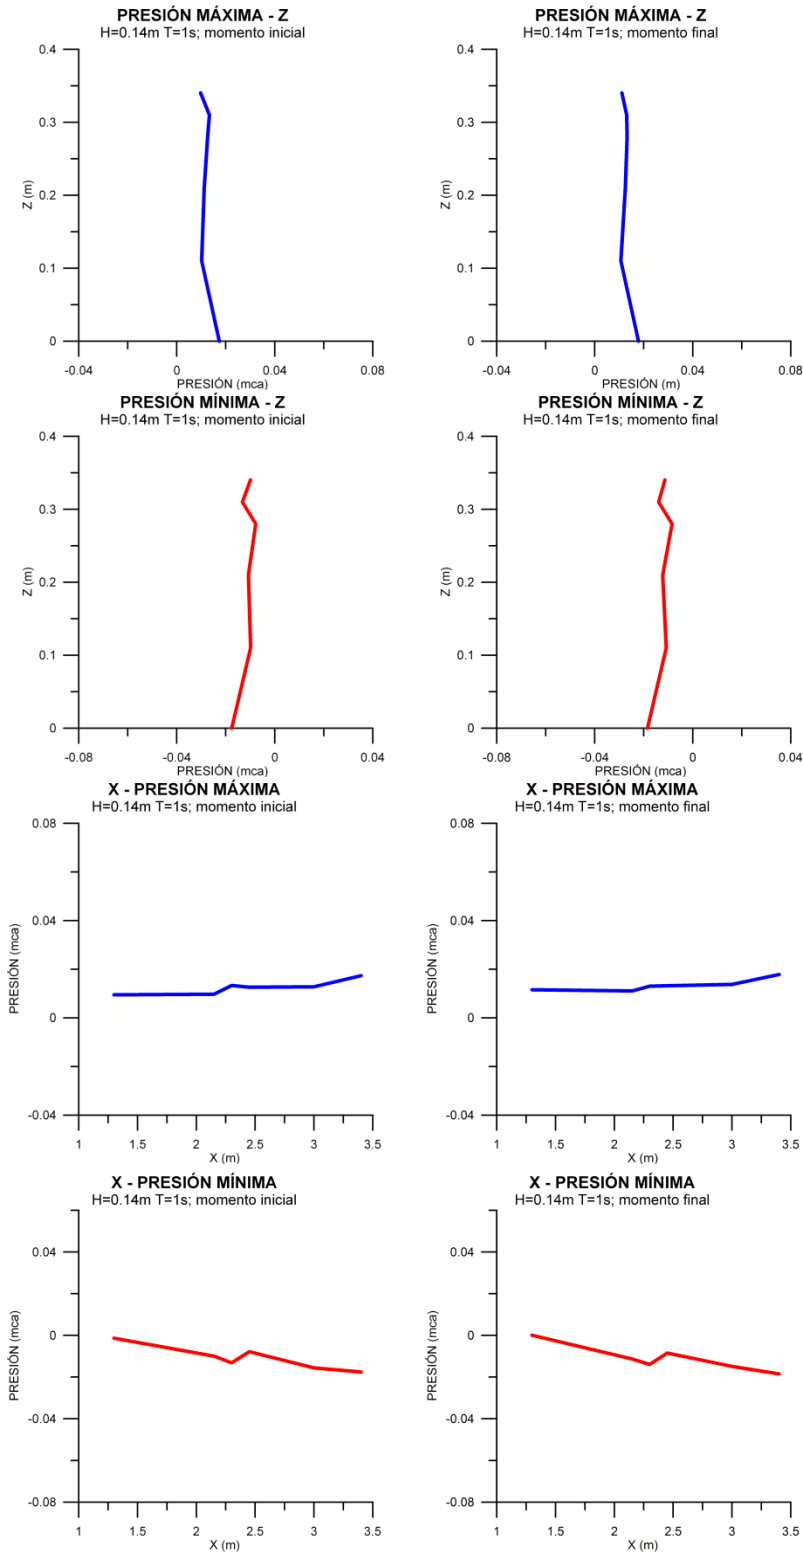 PRESIÓN MÁXIMA - Z
H=0.14m T=1s; momento inicial
0.4
0.3
0.2
0.1
0
Z (m)
-0.04
0
0.04
0.08
PRESIÓN (mca)
PRESIÓN MÁXIMA - Z
H=0.14m T=1s; momento final
0.4
0.3
0.2
0.1
0
Z (m)
-0.04
0
0.04
0.08
PRESIÓN (m)
PRESIÓN MÍNIMA - Z
H=0.14m T=1s; momento inicial
0.4
0.3
0.2
0.1
0
Z (m)
-0.08
-0.04
0
0.04
PRESIÓN (mca)
PRESIÓN MÍNIMA - Z
H=0.14m T=1s; momento final
0.4
0.3
0.2
0.1
0
Z (m)
-0.08
-0.04
0
0.04
PRESIÓN (mca)
X - PRESIÓN MÁXIMA
H=0.14m T=1s; momento inicial
0.08
0.04
0
-0.04
PRESIÓN (mca)
1
1.5
2
2.5
3
3.5
X (m)
X - PRESIÓN MÁXIMA
H=0.14m T=1s; momento final
0.08
0.04
0
-0.04
PRESIÓN (mca)
1
1.5
2
2.5
3
3.5
X (m)
X - PRESIÓN MÍNIMA
H=0.14m T=1s; momento inicial
0.04
0
-0.04
-0.08
PRESIÓN (mca)
1
1.5
2
2.5
3
3.5
X (m)
X - PRESIÓN MÍNIMA
H=0.14m T=1s; momento final
0.04
0
-0.04
-0.08
PRESIÓN (mca)
1
1.5
2
2.5
3
3.5
X (m)